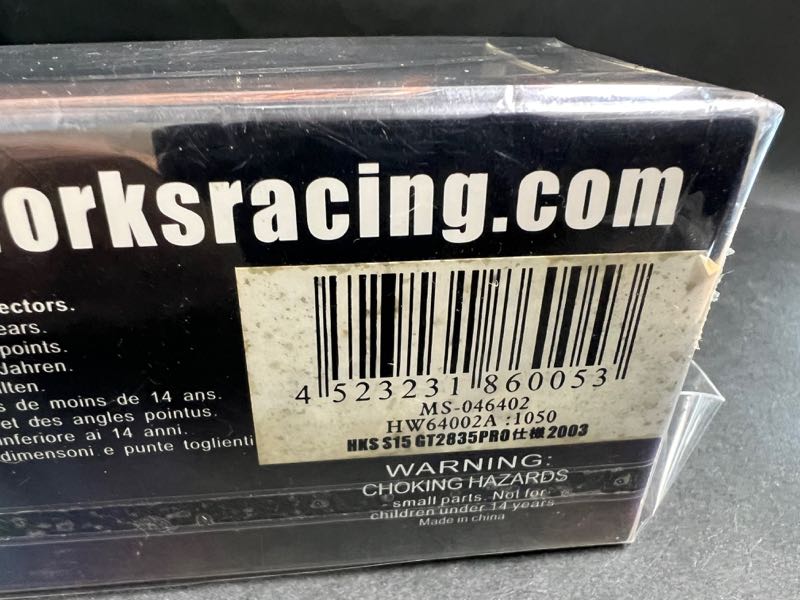 orksracing.com
ectors.
ears.
points.
Jahren.
lten.
s de moins de 14 ans.
et des angles pointus.
inferiore ai 14 anni.
dimensoni e punte toglienti
4 523231 860053
MS-046402
HW64002A :1050
HKS S15 GT2835PRO仕様2003
WARNING:
CHOKING HAZARDS
- small parts. Not for
children under 14 years
Made in china